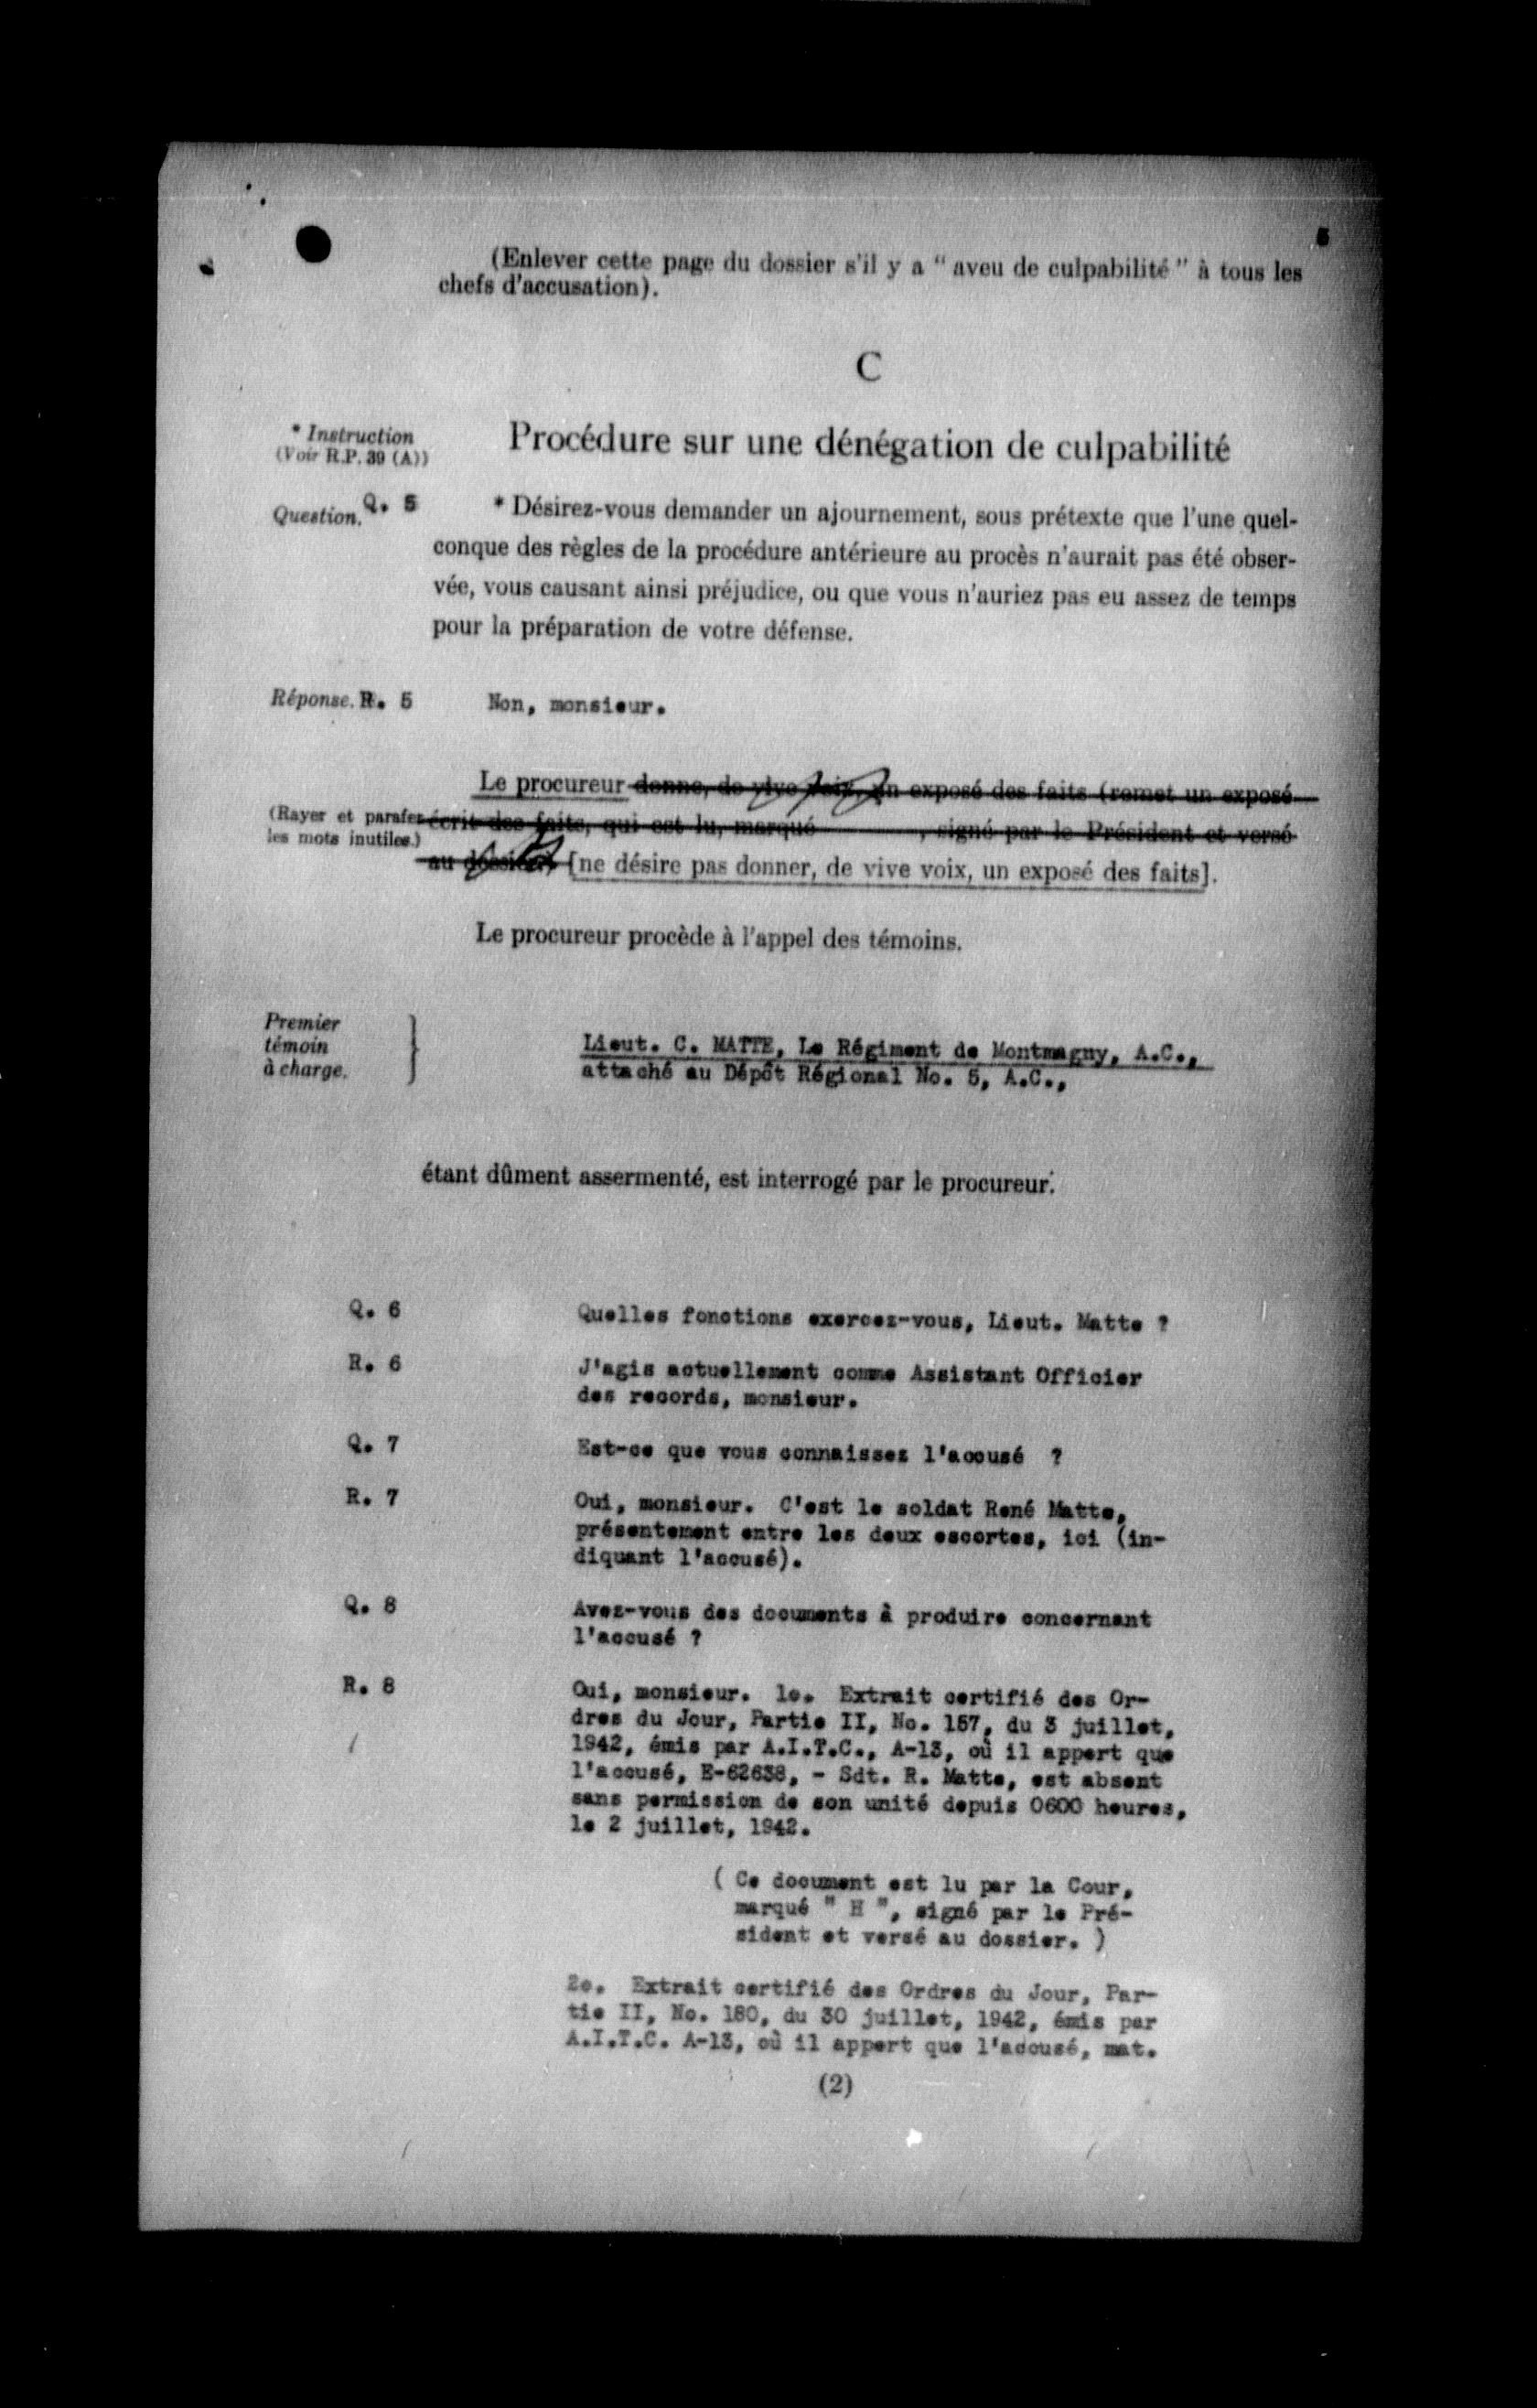 5
(Enlever cette page du dossier s'il y a " aveu de culpabilité " à tous les
chefs d'accusation).
C
* Instruction
(Voir R.P. 39 (A))
Procédure sur une dénégation de culpabilité
Question. Q. 5 * Désirez-vous demander un ajournement, sous prétexte que l'une quel-
conque des règles de la procédure antérieure au procès n'aurait pas été obser-
vée, vous causant ainsi préjudice, ou que vous n'auriez pas eu assez de temps
pour la préparation de votre défense.
Réponse. R. 5 Non, monsieur.
Le procureur donne, de vive voix, un exposé des faits (remet un exposé
(Rayer et parafer
les mots inutiles.)
écrit des faits, qui est lu, marqué , signé par le Président et versé
au dossier) [ne désire pas donner, de vive voix, un exposé des faits].
Le procureur procède à l'appel des témoins.
Premier
témoin
à charge.
Lieut. C. MATTE, Le Régiment de Montmagny, A.C.,
attaché au Dépôt Régional No. 5, A.C.,
étant dûment assermenté, est interrogé par le procureur.
Q. 6 Quelles fonctions exercez-vous, Lieut. Matte ?
R. 6 J'agis actuellement comme Assistant Officier
des records, monsieur.
Q. 7 Est-ce que vous connaissez l'accusé ?
R. 7 Oui, monsieur. C'est le soldat René Matte,
présentement entre les deux escortes, ici (in-
diquant l'accusé).
Q. 8 Avez-vous des documents à produire concernant
l'accusé ?
R. 8 Oui, monsieur. 1o. Extrait certifié des Or-
dres du Jour, Partie II, No. 157, du 3 juillet,
1942, émis par A.I.T.C., A-13, où il appert que
l'accusé, E-62638, - Sdt. R. Matte, est absent
sans permission de son unité depuis 0600 heures,
le 2 juillet, 1942.
( Ce document est lu par la Cour,
marqué " H ", signé par le Pré-
sident et versé au dossier. )
2o. Extrait certifié des Ordres du Jour, Par-
tie II, No. 180, du 30 juillet, 1942, émis par
A.I.T.C. A-13, où il appert que l'accusé, mat.
(2)